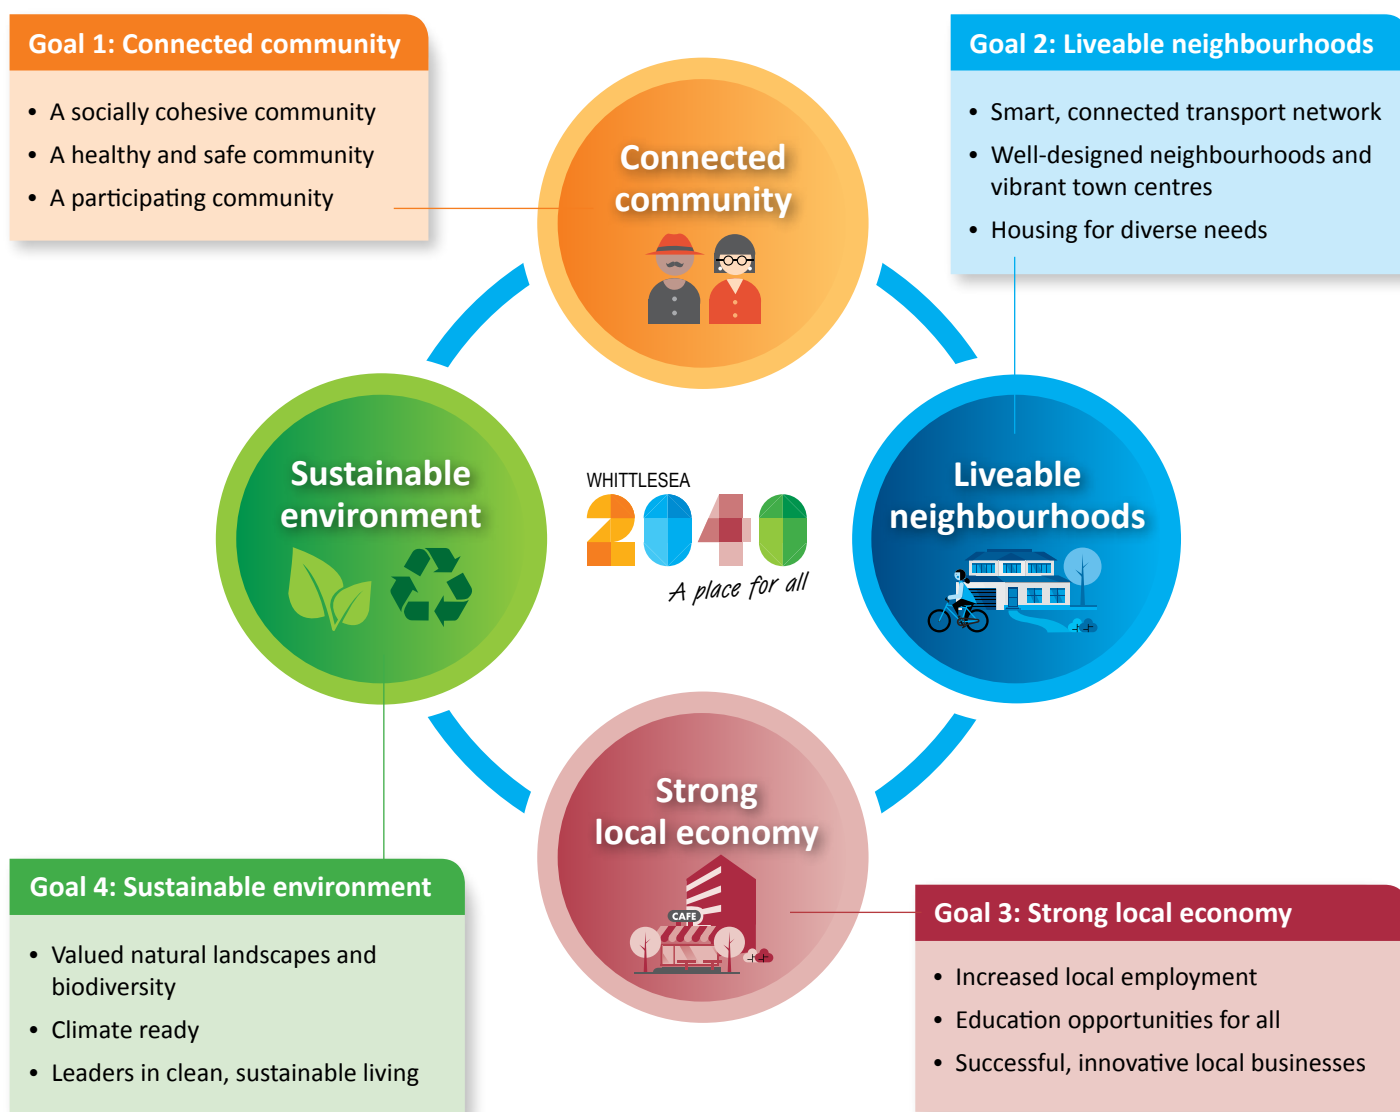 Goal 1: Connected community
• A socially cohesive community
• A healthy and safe community
• A participating community
Goal 2: Liveable neighbourhoods
• Smart, connected transport network
• Well-designed neighbourhoods and
vibrant town centres
• Housing for diverse needs
Connected
community
Sustainable
environment
WHITTLESEA
2040
A place for all
Liveable
neighbourhoods
Strong
local economy
CAFE
Goal 4: Sustainable environment
• Valued natural landscapes and
biodiversity
• Climate ready
• Leaders in clean, sustainable living
Goal 3: Strong local economy
• Increased local employment
• Education opportunities for all
• Successful, innovative local businesses